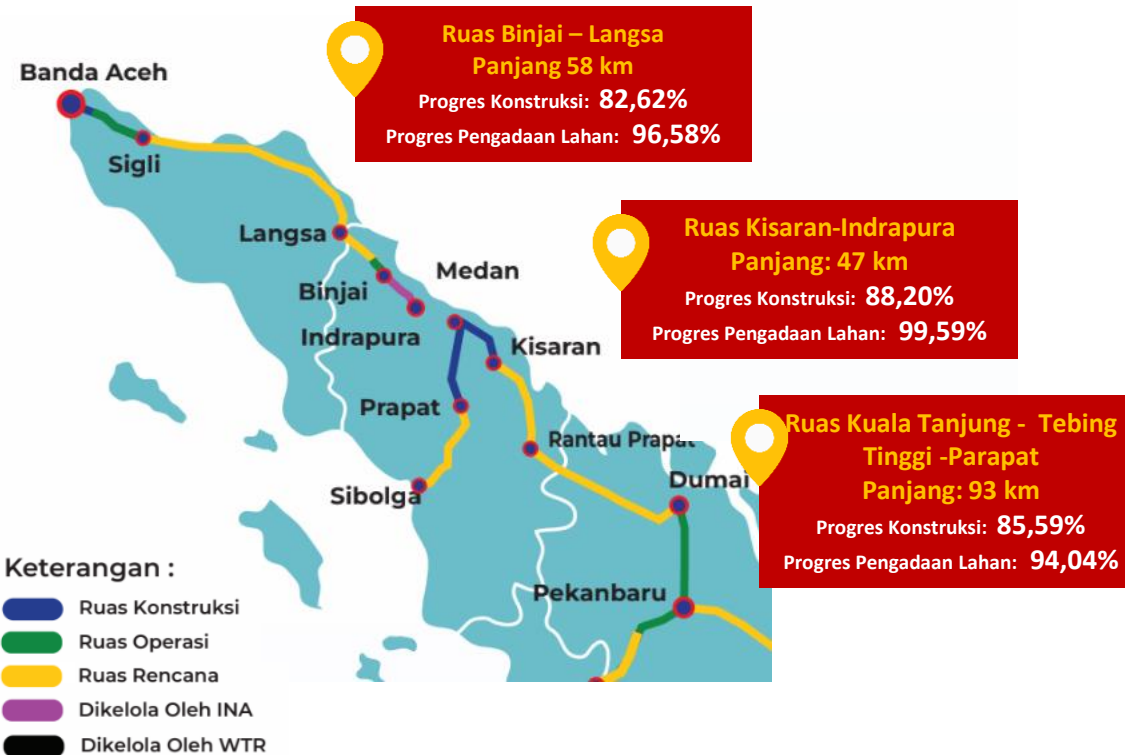 Ruas Binjai – Langsa
Panjang 58 km
Progres Konstruksi: 82,62%
Progres Pengadaan Lahan: 96,58%
Banda Aceh
Sigli
Langsa
Medan
Binjai
Indrapura
Kisaran
Ruas Kisaran-Indrapura
Panjang: 47 km
Progres Konstruksi: 88,20%
Progres Pengadaan Lahan: 99,59%
Prapat
Rantau Prapat
Sibolga
Dumai
Pekanbaru
Ruas Kuala Tanjung - Tebing
Tinggi -Parapat
Panjang: 93 km
Progres Konstruksi: 85,59%
Progres Pengadaan Lahan: 94,04%
Keterangan :
Ruas Konstruksi
Ruas Operasi
Ruas Rencana
Dikelola Oleh INA
Dikelola Oleh WTR